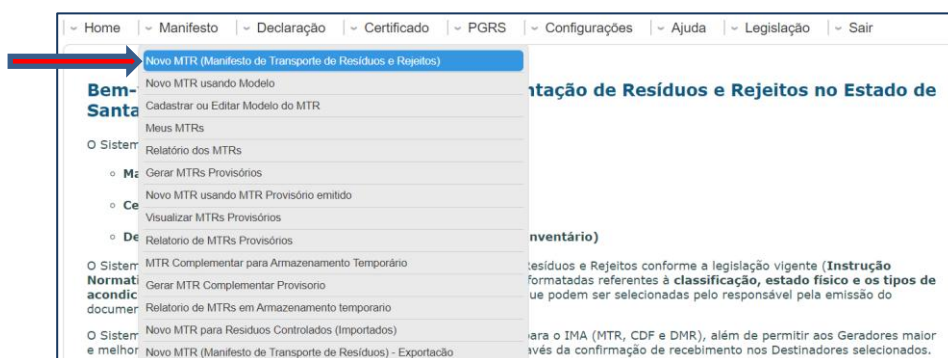 Home Manifesto Declaração Certificado PGRS Configurações Ajuda Legislação Sair
Novo MTR (Manifesto de Transporte de Resíduos e Rejeitos)
Novo MTR usando Modelo
Bem- ntação de Resíduos e Rejeitos no Estado de
Cadastrar ou Editar Modelo do MTR
Santa
Meus MTRs
O Sistem
Relatório dos MTRs
Ma
Gerar MTRs Provisórios
Novo MTR usando MTR Provisório emitido
Ce
Visualizar MTRs Provisórios
De Relatorio de MTRs Provisórios nventário)
O Sistem MTR Complementar para Armazenamento Temporário Resíduos e Rejeitos conforme a legislação vigente (Instrução
Normati Gerar MTR Complementar Provisorio formatadas referentes à classificação, estado físico e os tipos de
acondic ue podem ser selecionadas pelo responsável pela emissão do
documer Relatorio de MTRs em Armazenamento temporario
Novo MTR para Residuos Controlados (Importados)
O Sistem para o IMA (MTR, CDF e DMR), além de permitir aos Geradores maior
e melhor Novo MTR (Manifesto de Transporte de Resíduos) - Exportacão avés da confirmação de recebimento nos Destinadores selecionados.